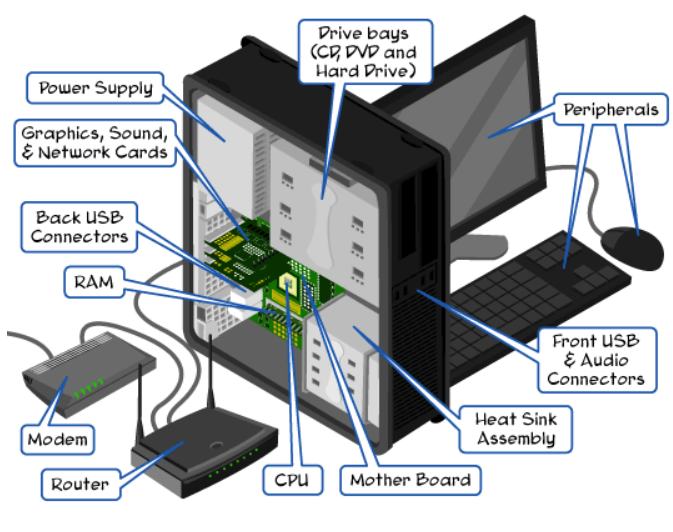 Drive bays
(CD, DVD and
Hard Drive)
Power Supply
Peripherals
Graphics, Sound,
& Network Cards
Back USB
Connectors
RAM
Front USB
& Audio
Connectors
Modem
Heat Sink
Assembly
Router
CPU
Mother Board